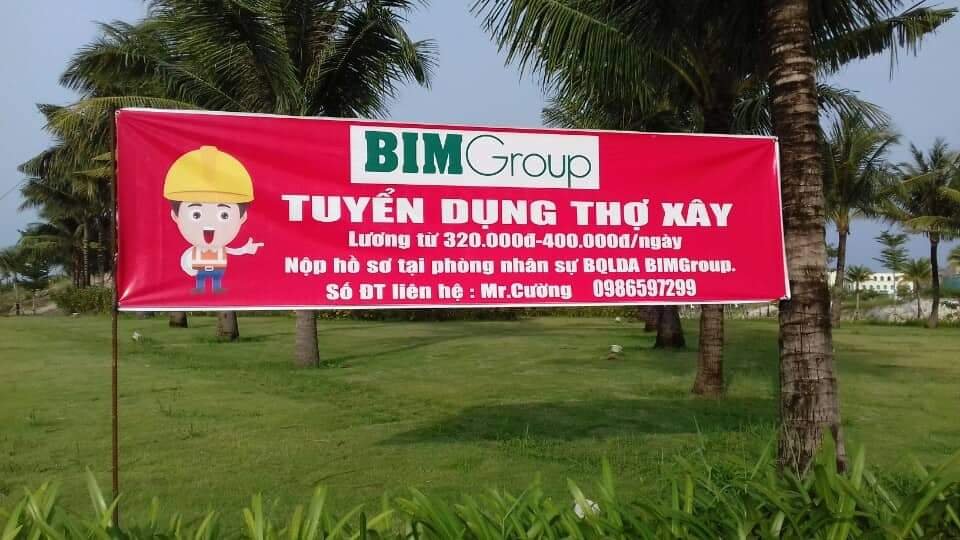 BIMGroup
TUYỂN DỤNG THỢ XÂY
Lương từ 320.000đ-400.000đ/ngày
Nộp hồ sơ tại phòng nhân sự BQLDA BIMGroup.
Số ĐT liên hệ : Mr.Cường 0986597299